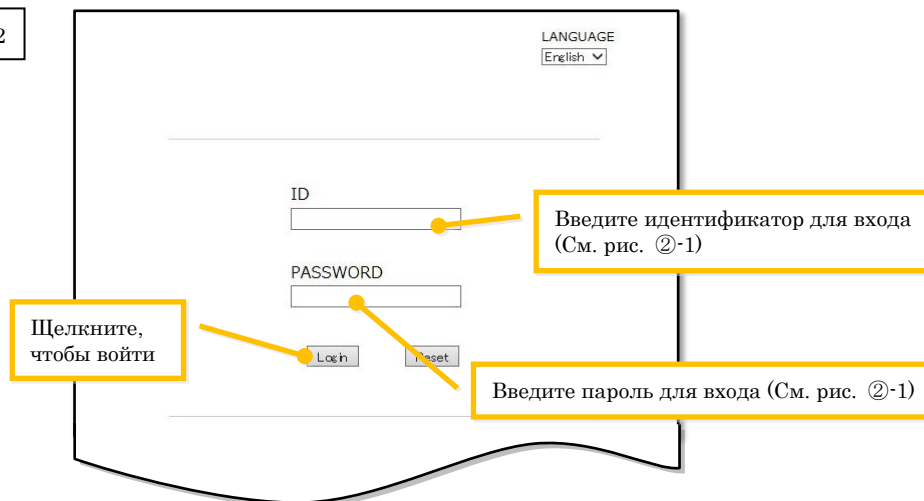 2
LANGUAGE
English
ID
Введите идентификатор для входа
(См. рис. ②-1)
PASSWORD
Щелкните,
чтобы войти
Login
Reset
Введите пароль для входа (См. рис. ②-1)